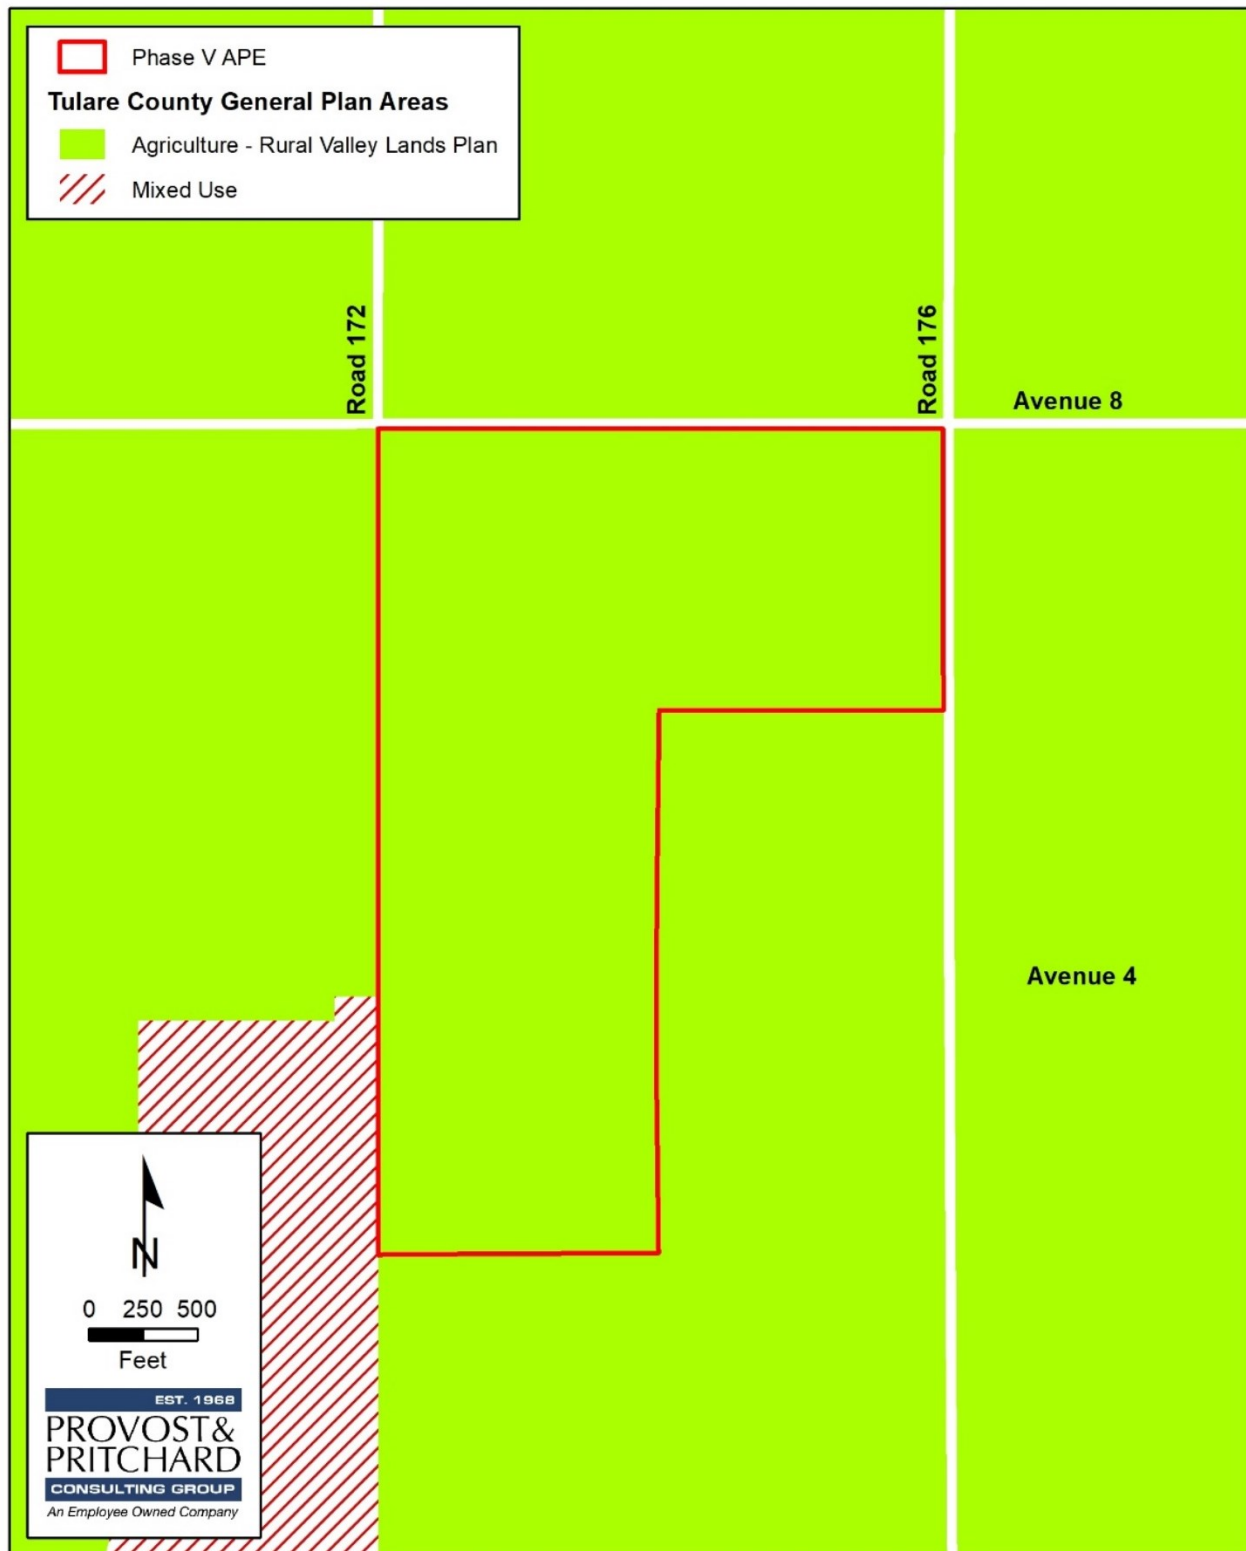 Phase V APE
Tulare County General Plan Areas
Agriculture - Rural Valley Lands Plan
Mixed Use
Road 172
Road 176
Avenue 8
Avenue 4
N
0 250 500
Feet
EST. 1968
PROVOST&
PRITCHARD
CONSULTING GROUP
An Employee Owned Company